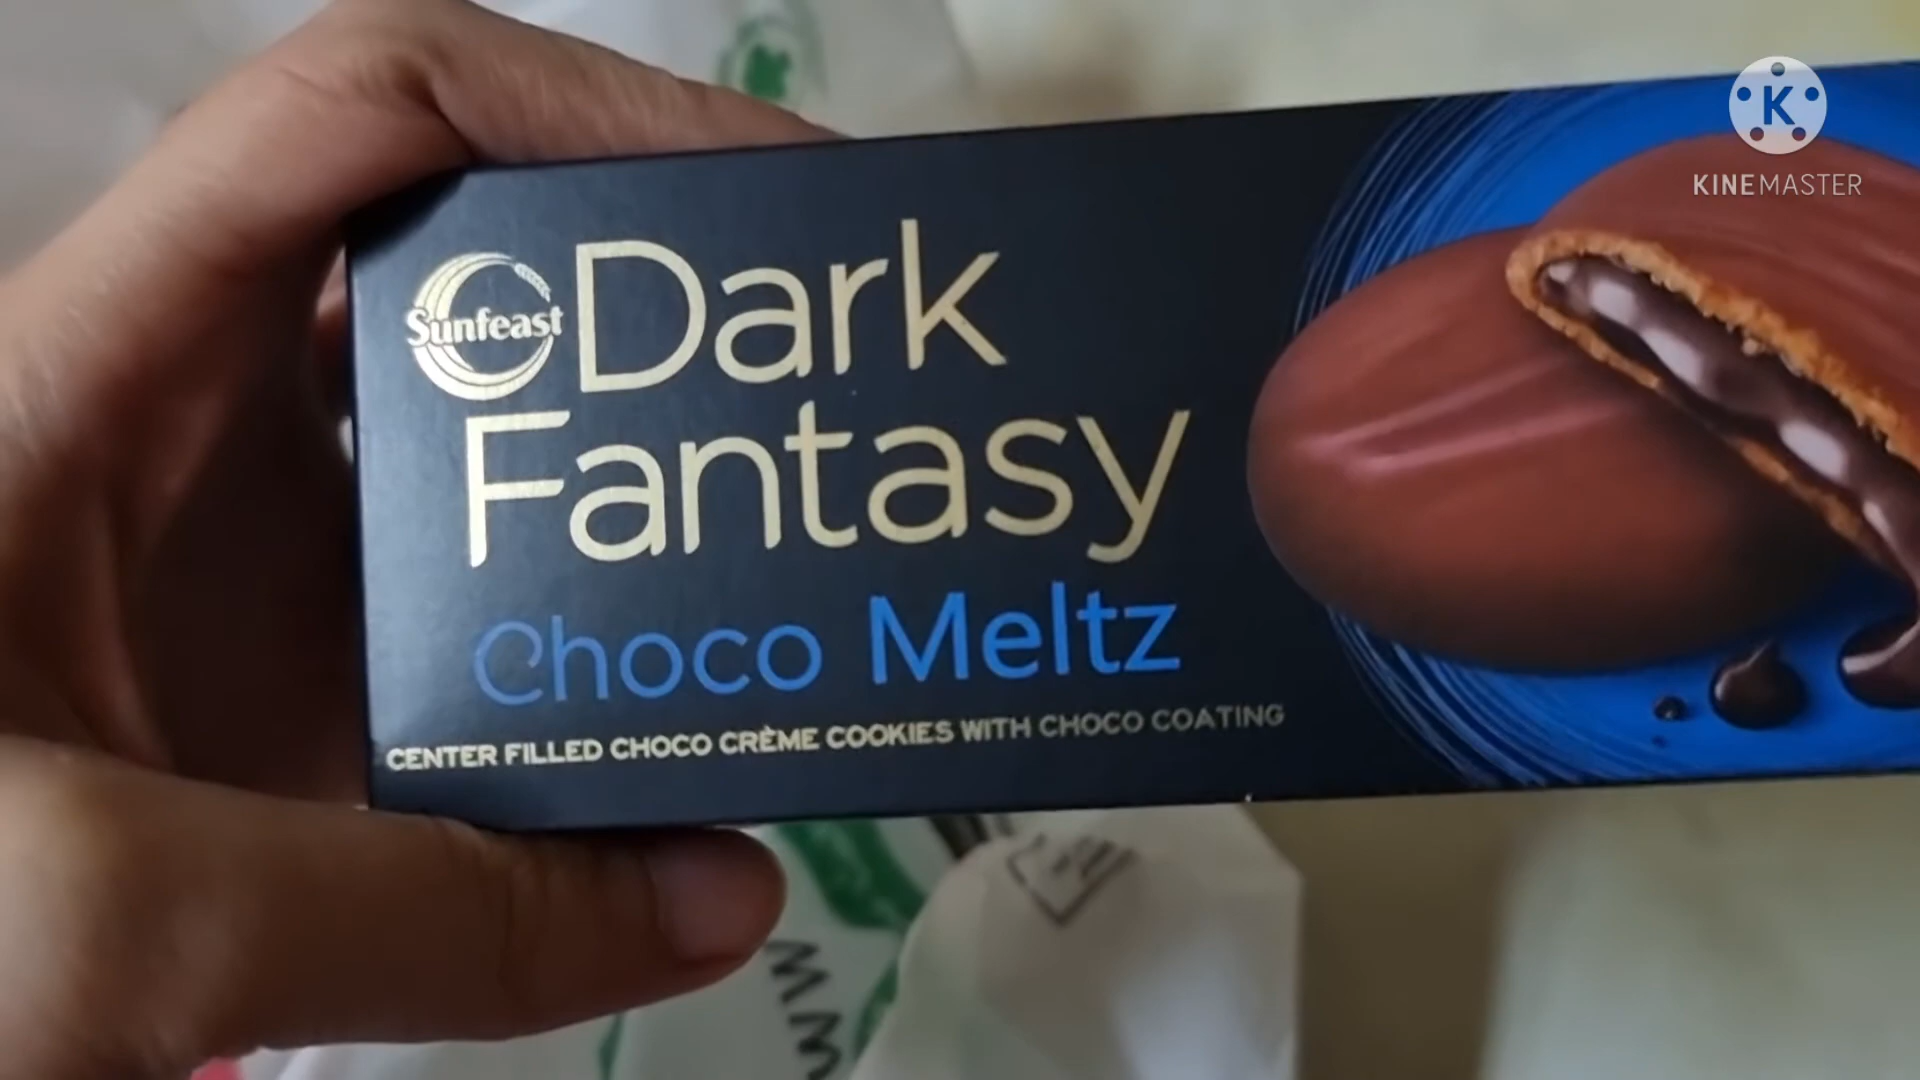 K
KINEMASTER
Sunfeast
Dark
Fantasy
Choco Meltz
CENTER FILLED CHOCO CRÈME COOKIES WITH CHOCO COATING